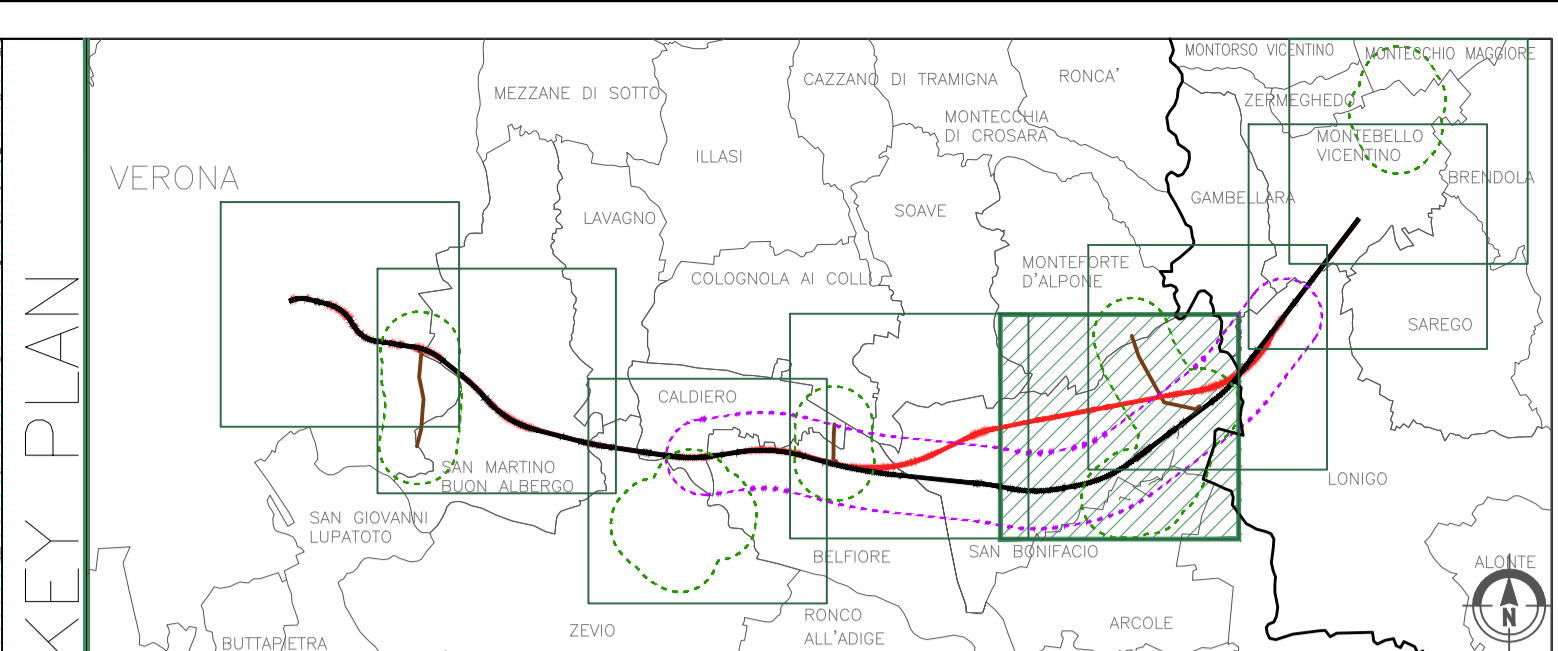 KEY PLAN
MONTORSO VICENTINO
MONTECCHIO MAGGIORE
MEZZANE DI SOTTO
CAZZANO DI TRAMIGNA
RONCA'
ZERMEGHEDO
MONTECCHIA
DI CROSARA
MONTEBELLO
VICENTINO
ILLASI
VERONA
BRENDOLA
GAMBELLARA
LAVAGNO
SOAVE
MONTEFORTE
D'ALPONE
COLOGNOLA AI COLLI
SAREGO
CALDIERO
SAN MARTINO
BUON ALBERGO
LONIGO
SAN GIOVANNI
LUPATOTO
BELFIORE
SAN BONIFACIO
ALONTE
N
RONCO
ALL'ADIGE
ARCOLE
ZEVIO
BUTTAPIETRA